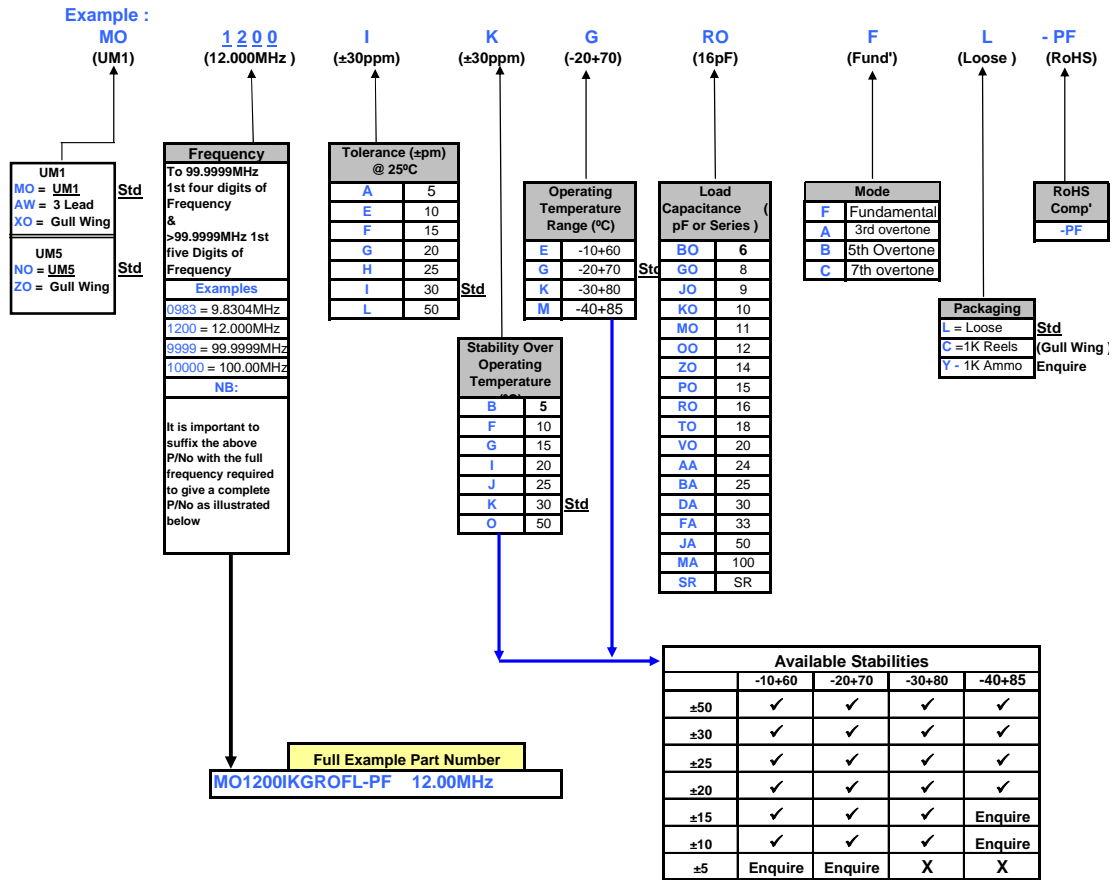 Example :
MO 1200 I K G RO F L - PF
(UM1) (12.000MHz ) (±30ppm) (±30ppm) (-20+70) (16pF) (Fund') (Loose ) (RoHS)
UM1
MO = UM1 Std
AW = 3 Lead
XO = Gull Wing
UM5
NO = UM5 Std
ZO = Gull Wing
Frequency
To 99.9999MHz
1st four digits of
Frequency
&
>99.9999MHz 1st
five Digits of
Frequency
Examples
0983 = 9.8304MHz
1200 = 12.000MHz
9999 = 99.9999MHz
10000 = 100.00MHz
NB:
It is important to
suffix the above
P/No with the full
frequency required
to give a complete
P/No as illustrated
below
Tolerance (±pm)
@ 25ºC
A 5
E 10
F 15
G 20
H 25
I 30 Std
L 50
Stability Over
Operating
Temperature
B 5
F 10
G 15
I 20
J 25
K 30 Std
O 50
Operating
Temperature
Range (ºC)
E -10+60
G -20+70 Std
K -30+80
M -40+85
Load
Capacitance (
pF or Series )
BO 6
GO 8
JO 9
KO 10
MO 11
OO 12
ZO 14
PO 15
RO 16
TO 18
VO 20
AA 24
BA 25
DA 30
FA 33
JA 50
MA 100
SR SR
Mode
F Fundamental
A 3rd overtone
B 5th Overtone
C 7th overtone
Packaging
L = Loose Std
C =1K Reels (Gull Wing )
Y - 1K Ammo Enquire
RoHS
Comp'
-PF
Available Stabilities
-10+60 -20+70 -30+80 -40+85
±50 ✓ ✓ ✓ ✓
±30 ✓ ✓ ✓ ✓
±25 ✓ ✓ ✓ ✓
±20 ✓ ✓ ✓ ✓
±15 ✓ ✓ ✓ Enquire
±10 ✓ ✓ ✓ Enquire
±5 Enquire Enquire X X
Full Example Part Number
MO1200IKGROFL-PF 12.00MHz